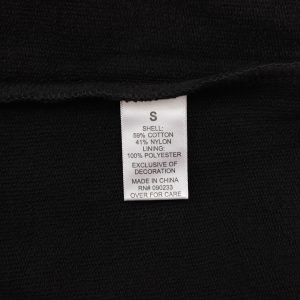 S
SHELL:
59% COTTON
41% NYLON
LINING:
100% POLYESTER
EXCLUSIVE OF
DECORATION
MADE IN CHINA
RN# 090233
OVER FOR CARE